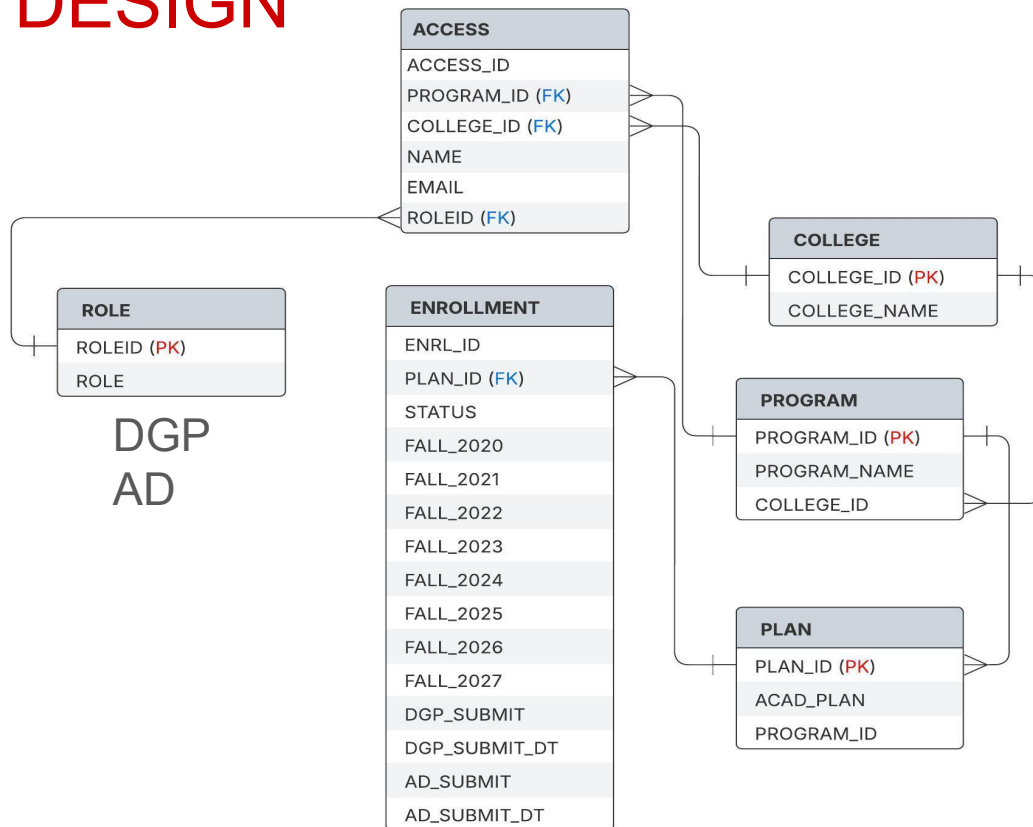 DESIGN
ACCESS
ACCESS_ID
PROGRAM_ID (FK)
COLLEGE_ID (FK)
NAME
EMAIL
ROLEID (FK)
COLLEGE
COLLEGE_ID (PK)
COLLEGE_NAME
ROLE
ROLEID (PK)
ROLE
DGP
AD
ENROLLMENT
ENRL_ID
PLAN_ID (FK)
STATUS
FALL_2020
FALL_2021
FALL_2022
FALL_2023
FALL_2024
FALL_2025
FALL_2026
FALL_2027
DGP_SUBMIT
DGP_SUBMIT_DT
AD_SUBMIT
AD_SUBMIT_DT
PROGRAM
PROGRAM_ID (PK)
PROGRAM_NAME
COLLEGE_ID
PLAN
PLAN_ID (PK)
ACAD_PLAN
PROGRAM_ID